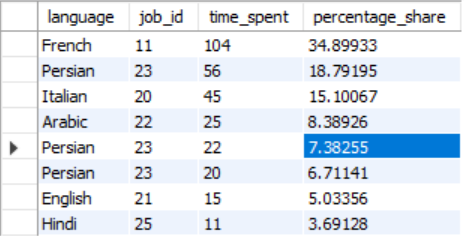 language job_id time_spent percentage_share
French 11 104 34.89933
Persian 23 56 18.79195
Italian 20 45 15.10067
Arabic 22 25 8.38926
Persian 23 22 7.38255
Persian 23 20 6.71141
English 21 15 5.03356
Hindi 25 11 3.69128